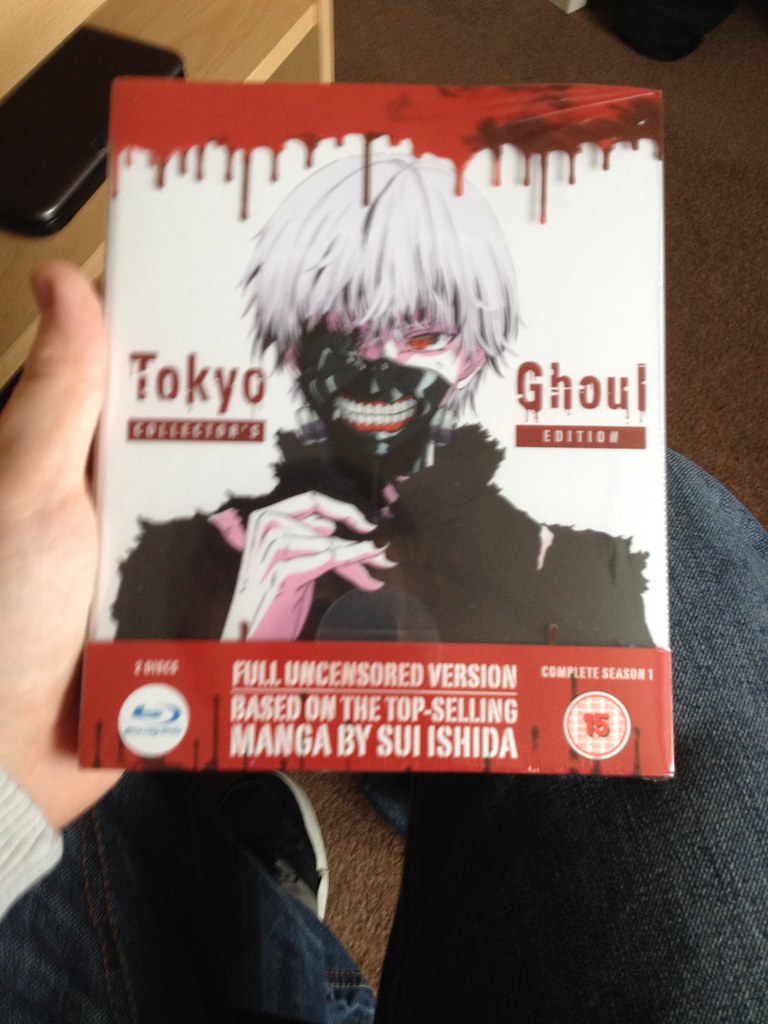 Tokyo Ghoul
COLLECTOR'S EDITION
2 DISCS
FULL UNCENSORED VERSION
COMPLETE SEASON 1
BASED ON THE TOP-SELLING
MANGA BY SUI ISHIDA
15